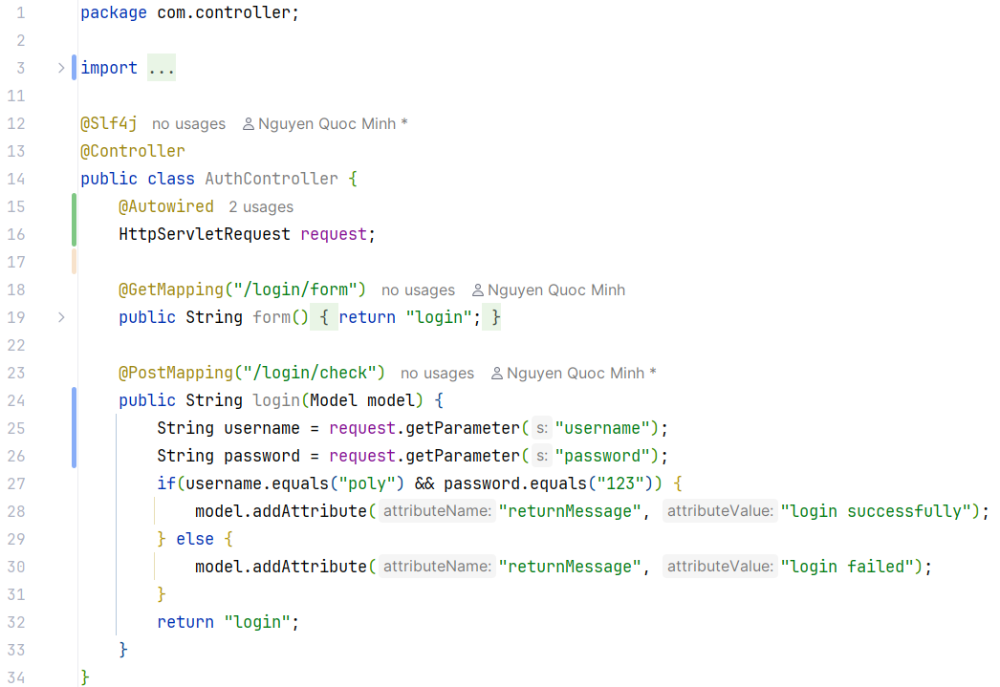 1 package com.controller;
2
3 import ...
11
12 @Slf4j no usages Nguyen Quoc Minh *
13 @Controller
14 public class AuthController {
15 @Autowired 2 usages
16 HttpServletRequest request;
17
18 @GetMapping("/login/form") no usages Nguyen Quoc Minh
19 public String form() { return "login"; }
22
23 @PostMapping("/login/check") no usages Nguyen Quoc Minh *
24 public String login(Model model) {
25 String username = request.getParameter( s: "username");
26 String password = request.getParameter( s: "password");
27 if(username.equals("poly") && password.equals("123")) {
28 model.addAttribute( attributeName: "returnMessage", attributeValue: "login successfully");
29 } else {
30 model.addAttribute( attributeName: "returnMessage", attributeValue: "login failed");
31 }
32 return "login";
33 }
34 }